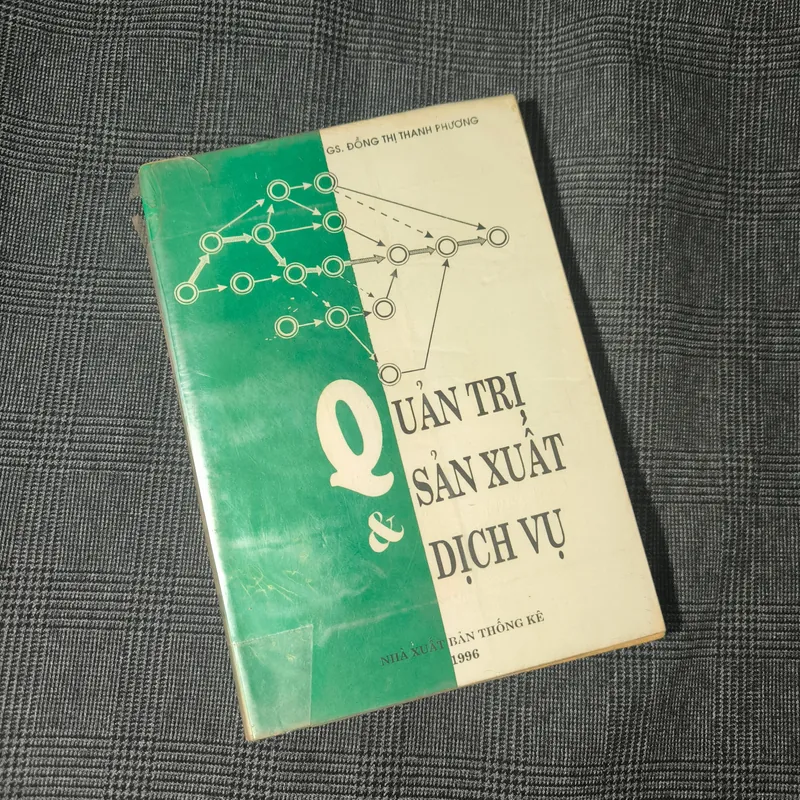 GS. ĐỒNG THỊ THANH PHƯƠNG
QUẢN TRỊ
SẢN XUẤT
& DỊCH VỤ
NHÀ XUẤT BẢN THỐNG KÊ
1996